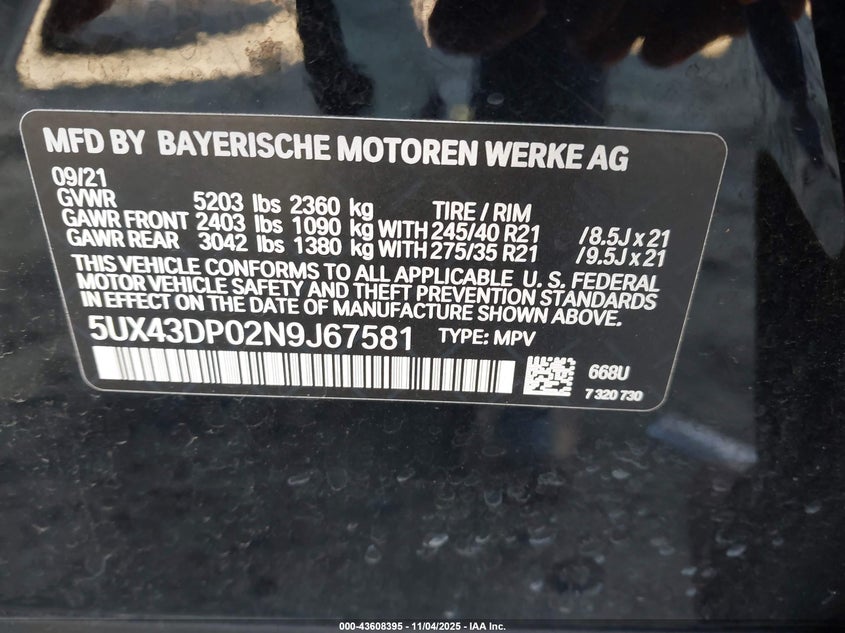 MFD BY BAYERISCHE MOTOREN WERKE AG
09/21
GVWR 5203 lbs 2360 kg TIRE / RIM
GAWR FRONT 2403 lbs 1090 kg WITH 245/40 R21 /8.5J x 21
GAWR REAR 3042 lbs 1380 kg WITH 275/35 R21 /9.5J x 21
THIS VEHICLE CONFORMS TO ALL APPLICABLE U. S. FEDERAL
MOTOR VEHICLE SAFETY AND THEFT PREVENTION STANDARDS
IN EFFECT ON THE DATE OF MANUFACTURE SHOWN ABOVE.
5UX43DP02N9J67581 TYPE: MPV
668U
7 320 730
000-43608395 - 11/04/2025 - IAA Inc.